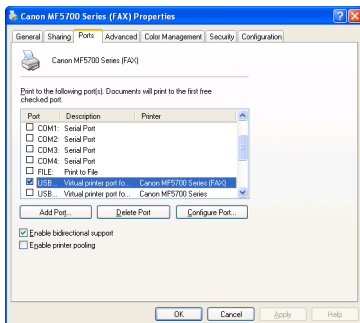 Canon MF5700 Series (FAX) Properties
General Sharing Ports Advanced Color Management Security Configuration
Canon MF5700 Series (FAX)
Print to the following port(s). Documents will print to the first free
checked port.
Port Description Printer
COM1: Serial Port
COM2: Serial Port
COM3: Serial Port
COM4: Serial Port
FILE: Print to File
USB... Virtual printer port fo... Canon MF5700 Series (FAX)
USB... Virtual printer port fo... Canon MF5700 Series
Add Port... Delete Port Configure Port...
Enable bidirectional support
Enable printer pooling
OK Cancel Apply Help